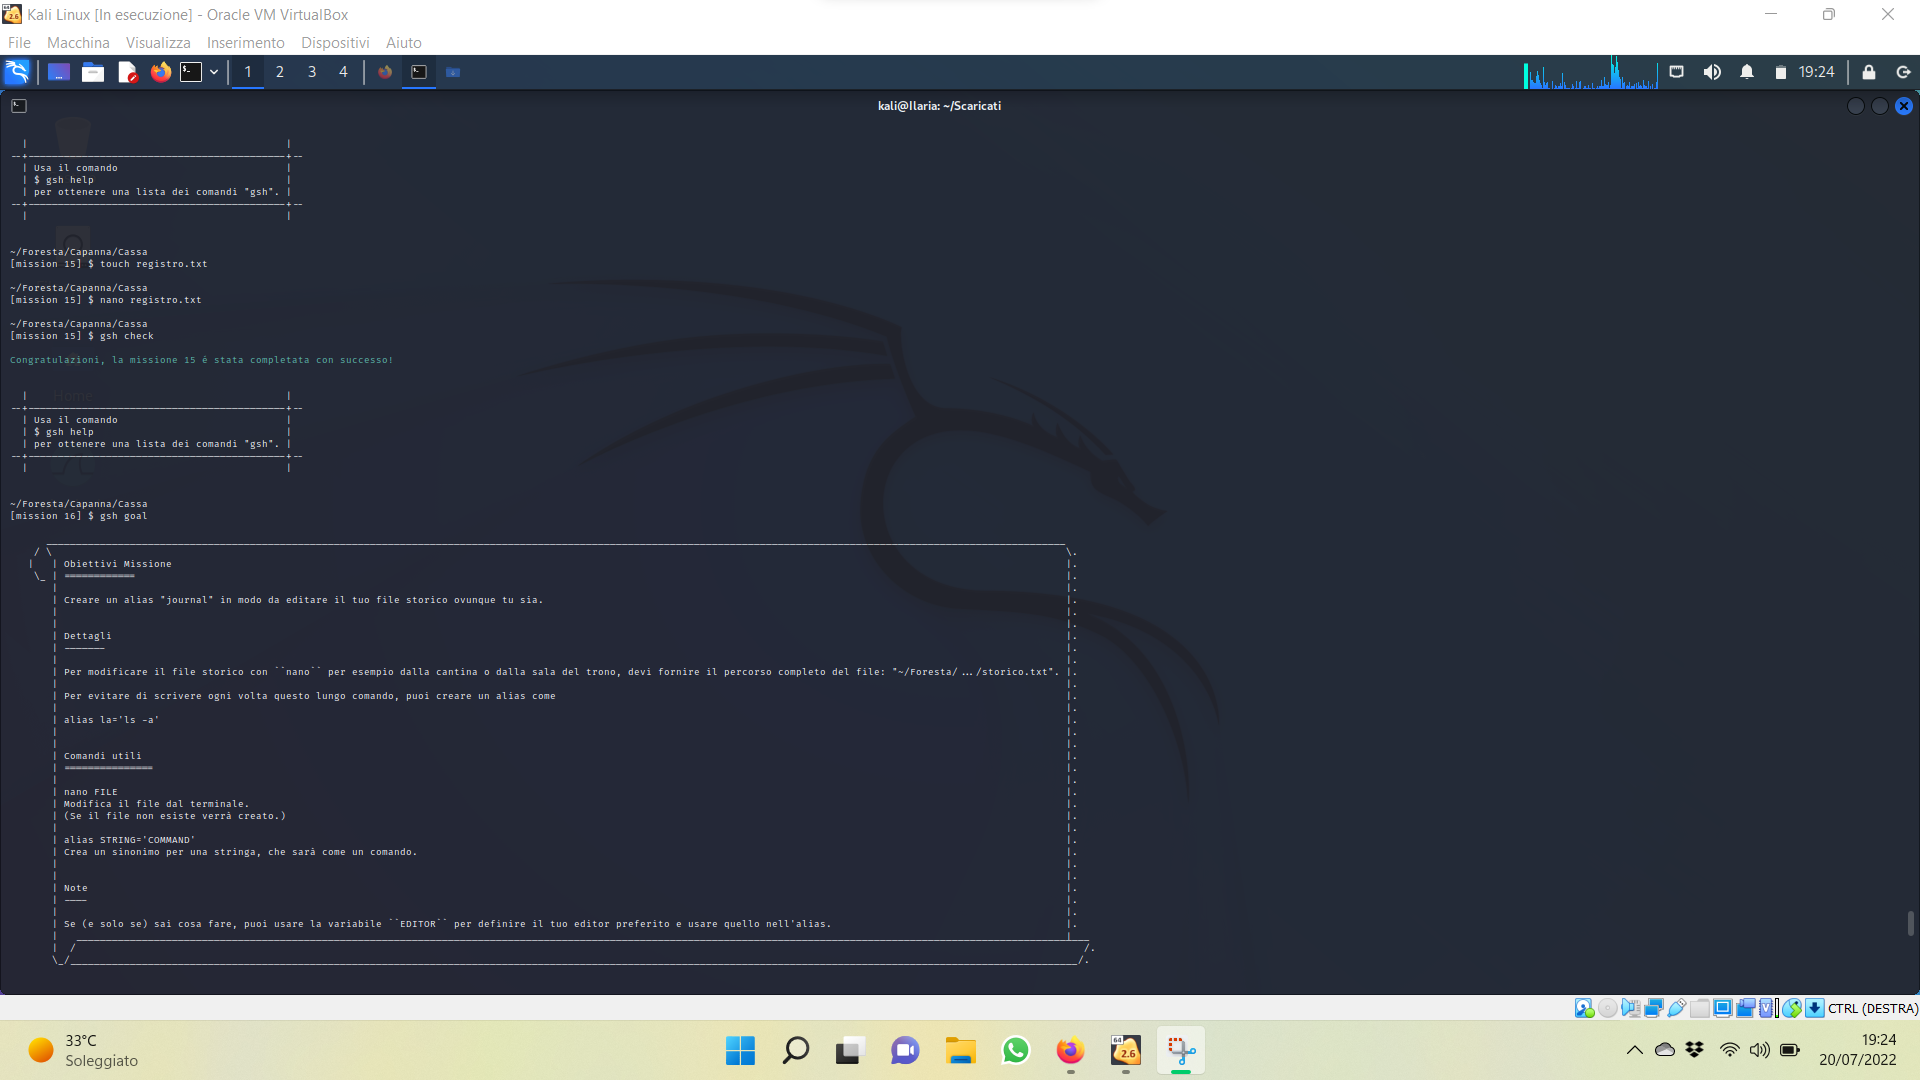 Kali Linux [In esecuzione] - Oracle VM VirtualBox
File Macchina Visualizza Inserimento Dispositivi Aiuto
1 2 3 4
19:24
kali@Ilaria: ~/Scaricati
Usa il comando
$ gsh help
per ottenere una lista dei comandi "gsh".
~/Foresta/Capanna/Cassa
[mission 15] $ touch registro.txt
~/Foresta/Capanna/Cassa
[mission 15] $ nano registro.txt
~/Foresta/Capanna/Cassa
[mission 15] $ gsh check
Congratulazioni, la missione 15 è stata completata con successo!
Home
Usa il comando
$ gsh help
per ottenere una lista dei comandi "gsh".
~/Foresta/Capanna/Cassa
[mission 16] $ gsh goal
Obiettivi Missione
============
Creare un alias "journal" in modo da editare il tuo file storico ovunque tu sia.
Dettagli
-------
Per modificare il file storico con ``nano`` per esempio dalla cantina o dalla sala del trono, devi fornire il percorso completo del file: "~/Foresta/.../storico.txt".
Per evitare di scrivere ogni volta questo lungo comando, puoi creare un alias come
alias la='ls -a'
Comandi utili
===============
nano FILE
Modifica il file dal terminale.
(Se il file non esiste verrà creato.)
alias STRING='COMMAND'
Crea un sinonimo per una stringa, che sarà come un comando.
Note
----
Se (e solo se) sai cosa fare, puoi usare la variabile ``EDITOR`` per definire il tuo editor preferito e usare quello nell'alias.
CTRL (DESTRA)
33°C
Soleggiato
64
2.6
19:24
20/07/2022